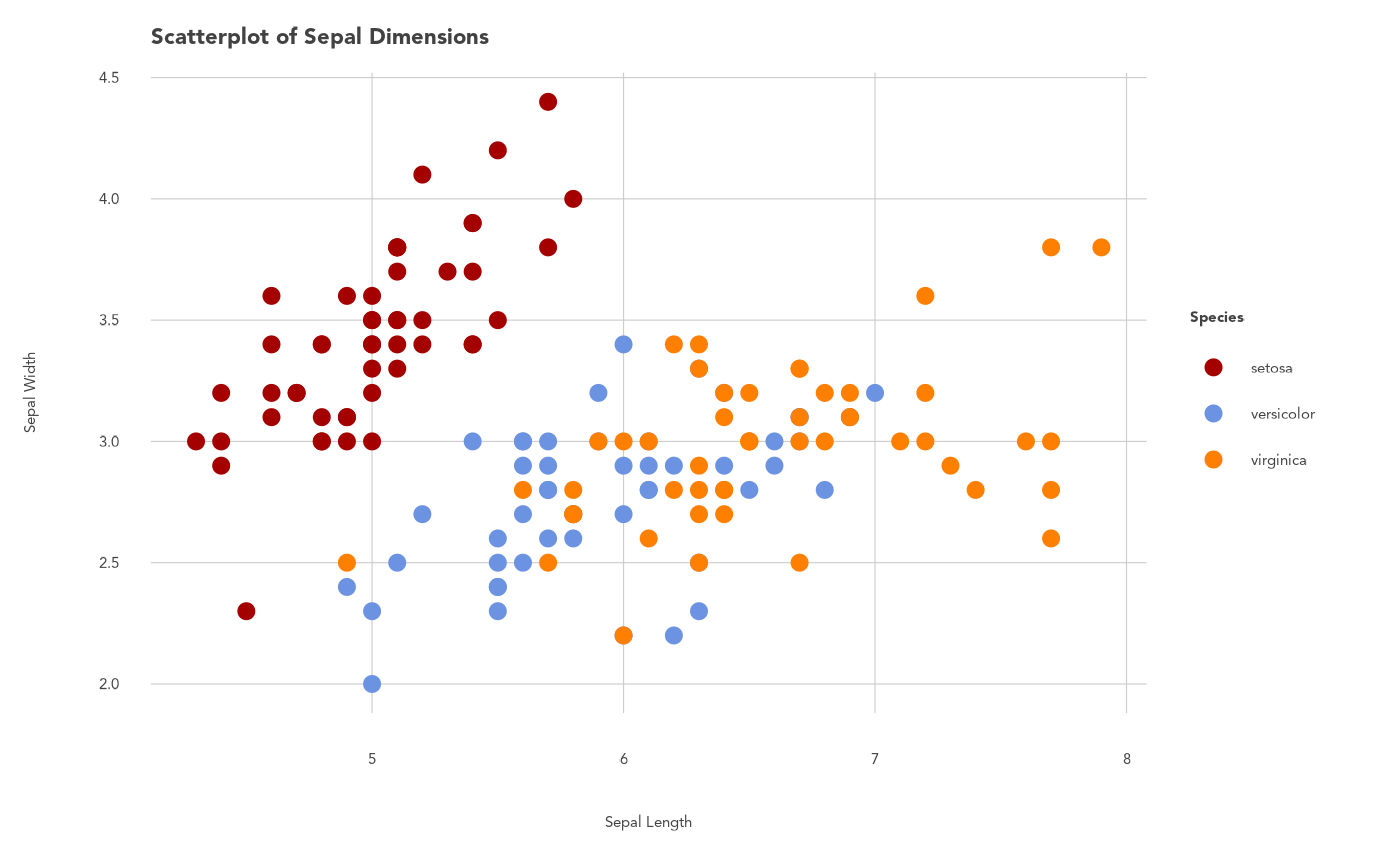 Scatterplot of Sepal Dimensions
4.5
4.0
3.5
3.0
2.5
2.0
Sepal Width
5 6 7 8
Sepal Length
Species
setosa
versicolor
virginica